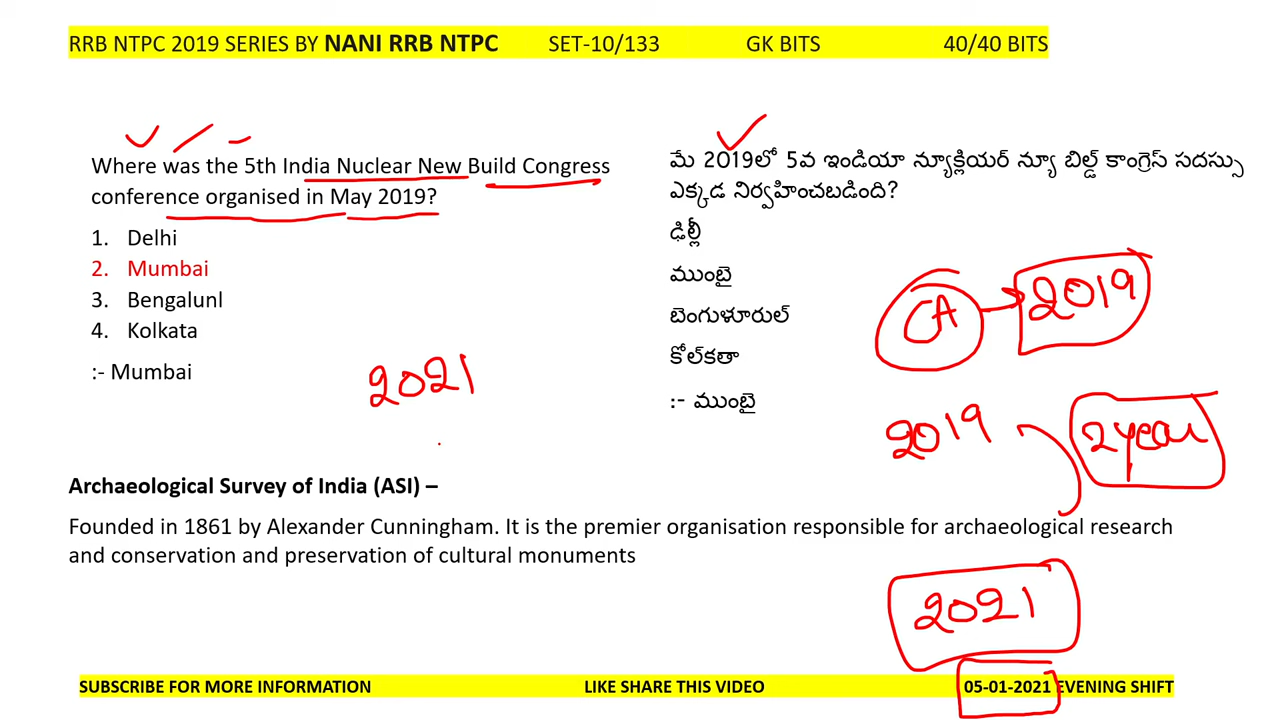 RRB NTPC 2019 SERIES BY NANI RRB NTPC SET-10/133 GK BITS 40/40 BITS
Where was the 5th India Nuclear New Build Congress
conference organised in May 2019?
1. Delhi
2. Mumbai
3. Bengalunl
4. Kolkata
:- Mumbai
మే 2019లో 5వ ఇండియా న్యూక్లియర్ న్యూ బిల్డ్ కాంగ్రెస్ సదస్సు
ఎక్కడ నిర్వహించబడింది?
ఢిల్లీ
ముంబై
బెంగుళూరుల్
కోల్‌కతా
:- ముంబై
CA 2019
2021
2019 2 year
Archaeological Survey of India (ASI) –
Founded in 1861 by Alexander Cunningham. It is the premier organisation responsible for archaeological research
and conservation and preservation of cultural monuments
2021
SUBSCRIBE FOR MORE INFORMATION LIKE SHARE THIS VIDEO 05-01-2021 EVENING SHIFT